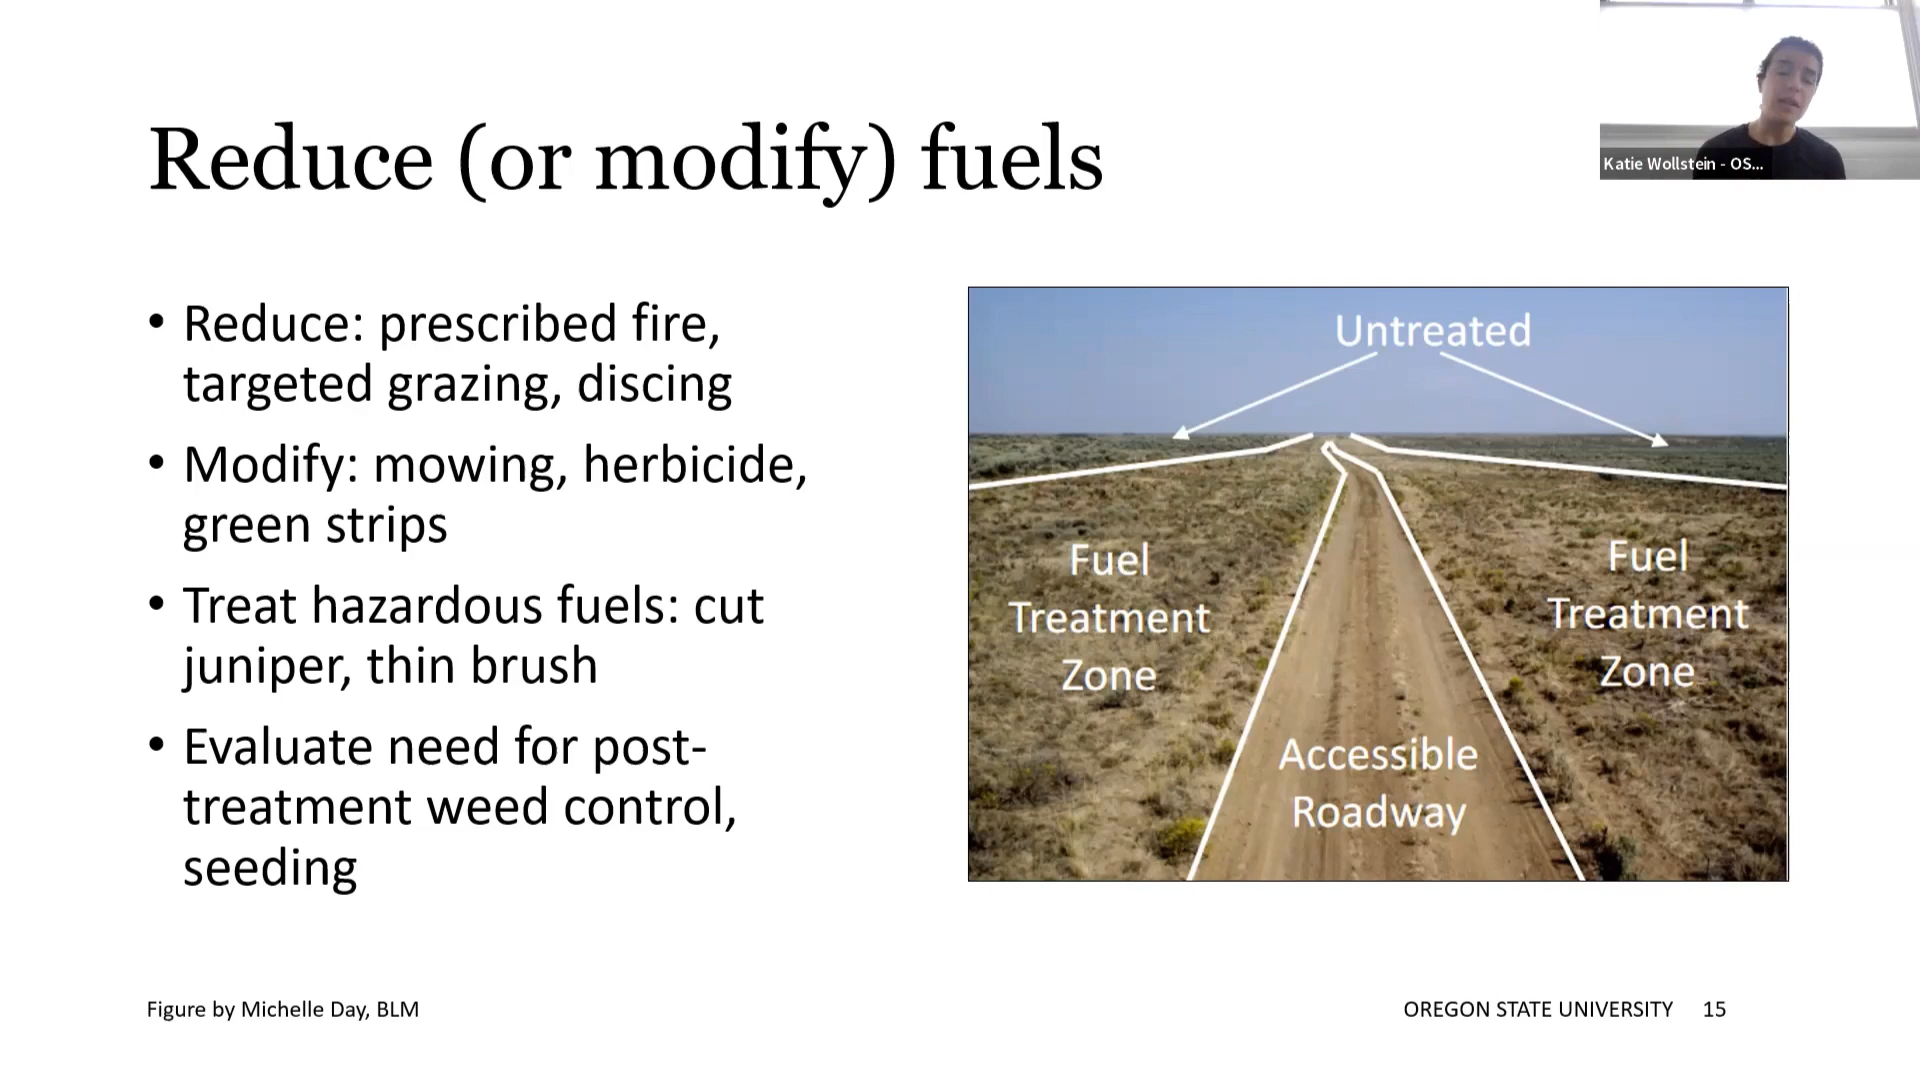 Reduce (or modify) fuels
Katie Wollstein - OS...
• Reduce: prescribed fire,
targeted grazing, discing
• Modify: mowing, herbicide,
green strips
• Treat hazardous fuels: cut
juniper, thin brush
• Evaluate need for post-
treatment weed control,
seeding
Untreated
Fuel
Treatment
Zone
Fuel
Treatment
Zone
Accessible
Roadway
Figure by Michelle Day, BLM
OREGON STATE UNIVERSITY 15